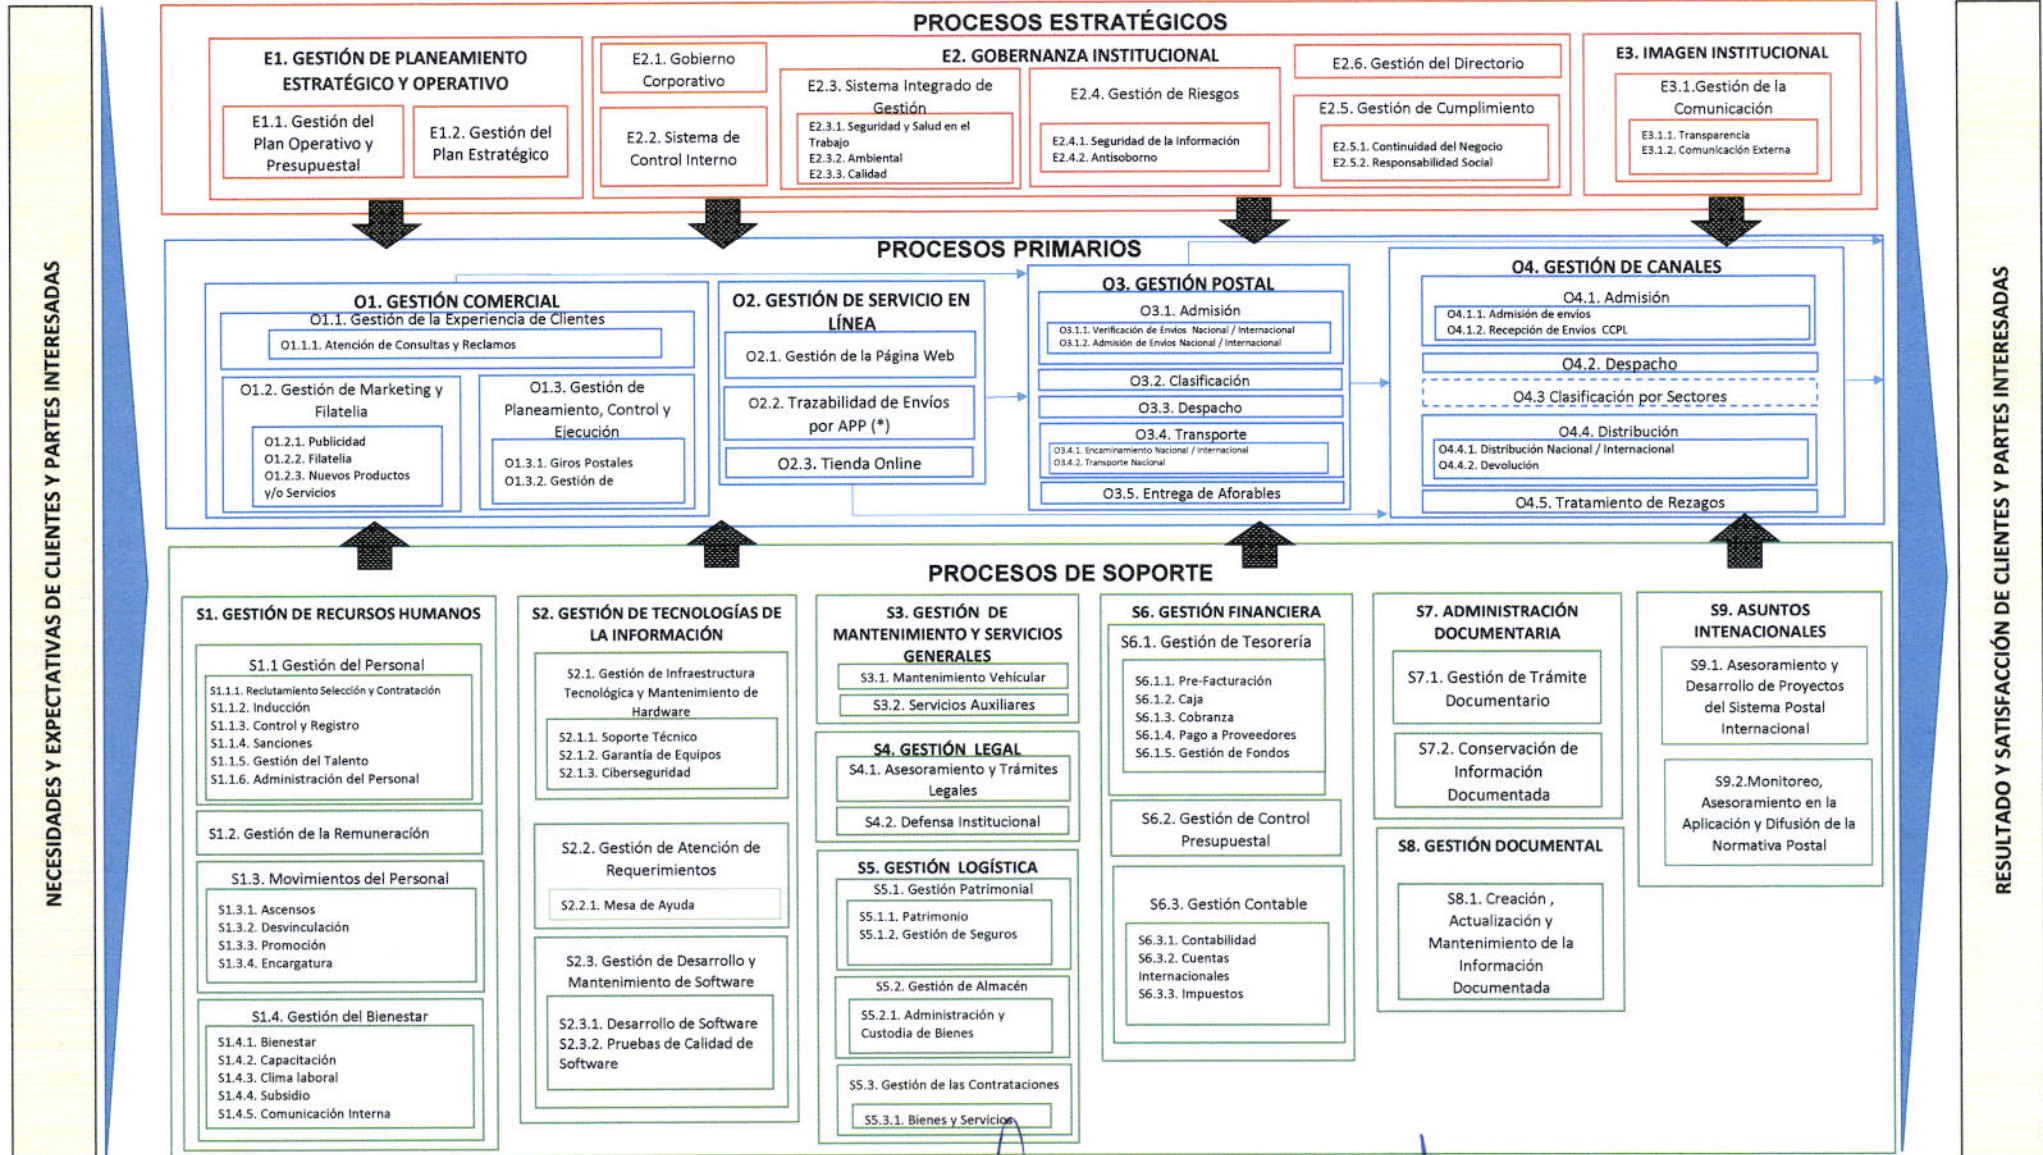 NECESIDADES Y EXPECTATIVAS DE CLIENTES Y PARTES INTERESADAS
PROCESOS ESTRATÉGICOS
E1. GESTIÓN DE PLANEAMIENTO
ESTRATÉGICO Y OPERATIVO
E1.1. Gestión del
Plan Operativo y
Presupuestal
E1.2. Gestión del
Plan Estratégico
E2. GOBERNANZA INSTITUCIONAL
E2.1. Gobierno
Corporativo
E2.2. Sistema de
Control Interno
E2.3. Sistema Integrado de
Gestión
E2.3.1. Seguridad y Salud en el
Trabajo
E2.3.2. Ambiental
E2.3.3. Calidad
E2.4. Gestión de Riesgos
E2.4.1. Seguridad de la Información
E2.4.2. Antisoborno
E2.6. Gestión del Directorio
E2.5. Gestión de Cumplimiento
E2.5.1. Continuidad del Negocio
E2.5.2. Responsabilidad Social
E3. IMAGEN INSTITUCIONAL
E3.1.Gestión de la
Comunicación
E3.1.1. Transparencia
E3.1.2. Comunicación Externa
PROCESOS PRIMARIOS
O1. GESTIÓN COMERCIAL
O1.1. Gestión de la Experiencia de Clientes
O1.1.1. Atención de Consultas y Reclamos
O1.2. Gestión de Marketing y
Filatelia
O1.2.1. Publicidad
O1.2.2. Filatelia
O1.2.3. Nuevos Productos
y/o Servicios
O1.3. Gestión de
Planeamiento, Control y
Ejecución
O1.3.1. Giros Postales
O1.3.2. Gestión de
O2. GESTIÓN DE SERVICIO EN
LÍNEA
O2.1. Gestión de la Página Web
O2.2. Trazabilidad de Envíos
por APP (*)
O2.3. Tienda Online
O3. GESTIÓN POSTAL
O3.1. Admisión
O3.1.1. Verificación de Envíos Nacional / Internacional
O3.1.2. Admisión de Envíos Nacional / Internacional
O3.2. Clasificación
O3.3. Despacho
O3.4. Transporte
O3.4.1. Encaminamiento Nacional / Internacional
O3.4.2. Transporte Nacional
O3.5. Entrega de Aforables
O4. GESTIÓN DE CANALES
O4.1. Admisión
O4.1.1. Admisión de envíos
O4.1.2. Recepción de Envíos CCPL
O4.2. Despacho
O4.3 Clasificación por Sectores
O4.4. Distribución
O4.4.1. Distribución Nacional / Internacional
O4.4.2. Devolución
O4.5. Tratamiento de Rezagos
PROCESOS DE SOPORTE
S1. GESTIÓN DE RECURSOS HUMANOS
S1.1 Gestión del Personal
S1.1.1. Reclutamiento Selección y Contratación
S1.1.2. Inducción
S1.1.3. Control y Registro
S1.1.4. Sanciones
S1.1.5. Gestión del Talento
S1.1.6. Administración del Personal
S1.2. Gestión de la Remuneración
S1.3. Movimientos del Personal
S1.3.1. Ascensos
S1.3.2. Desvinculación
S1.3.3. Promoción
S1.3.4. Encargatura
S1.4. Gestión del Bienestar
S1.4.1. Bienestar
S1.4.2. Capacitación
S1.4.3. Clima laboral
S1.4.4. Subsidio
S1.4.5. Comunicación Interna
S2. GESTIÓN DE TECNOLOGÍAS DE
LA INFORMACIÓN
S2.1. Gestión de Infraestructura
Tecnológica y Mantenimiento de
Hardware
S2.1.1. Soporte Técnico
S2.1.2. Garantía de Equipos
S2.1.3. Ciberseguridad
S2.2. Gestión de Atención de
Requerimientos
S2.2.1. Mesa de Ayuda
S2.3. Gestión de Desarrollo y
Mantenimiento de Software
S2.3.1. Desarrollo de Software
S2.3.2. Pruebas de Calidad de
Software
S3. GESTIÓN DE
MANTENIMIENTO Y SERVICIOS
GENERALES
S3.1. Mantenimiento Vehícular
S3.2. Servicios Auxiliares
S4. GESTIÓN LEGAL
S4.1. Asesoramiento y Trámites
Legales
S4.2. Defensa Institucional
S5. GESTIÓN LOGÍSTICA
S5.1. Gestión Patrimonial
S5.1.1. Patrimonio
S5.1.2. Gestión de Seguros
S5.2. Gestión de Almacén
S5.2.1. Administración y
Custodia de Bienes
S5.3. Gestión de las Contrataciones
S5.3.1. Bienes y Servicios
S6. GESTIÓN FINANCIERA
S6.1. Gestión de Tesorería
S6.1.1. Pre-Facturación
S6.1.2. Caja
S6.1.3. Cobranza
S6.1.4. Pago a Proveedores
S6.1.5. Gestión de Fondos
S6.2. Gestión de Control
Presupuestal
S6.3. Gestión Contable
S6.3.1. Contabilidad
S6.3.2. Cuentas
Internacionales
S6.3.3. Impuestos
S7. ADMINISTRACIÓN
DOCUMENTARIA
S7.1. Gestión de Trámite
Documentario
S7.2. Conservación de
Información
Documentada
S8. GESTIÓN DOCUMENTAL
S8.1. Creación ,
Actualización y
Mantenimiento de la
Información
Documentada
S9. ASUNTOS
INTENACIONALES
S9.1. Asesoramiento y
Desarrollo de Proyectos
del Sistema Postal
Internacional
S9.2.Monitoreo,
Asesoramiento en la
Aplicación y Difusión de la
Normativa Postal
RESULTADO Y SATISFACCIÓN DE CLIENTES Y PARTES INTERESADAS